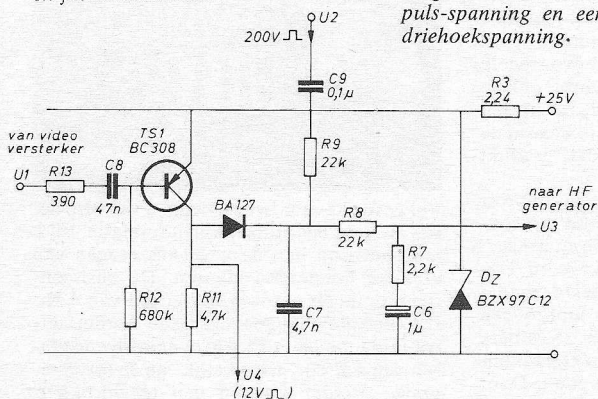 puls-spanning en een
driehoekspanning.
U2
200V
C9
0,1µ
R3
2,24
+25V
van video
versterker
TS1
BC308
U1
R13
390
C8
47n
R9
22k
BA127
R8
22k
naar HF
generator
U3
R7
2,2k
DZ
BZX97C12
R12
680k
R11
4,7k
C7
4,7n
C6
1µ
U4
(12V )